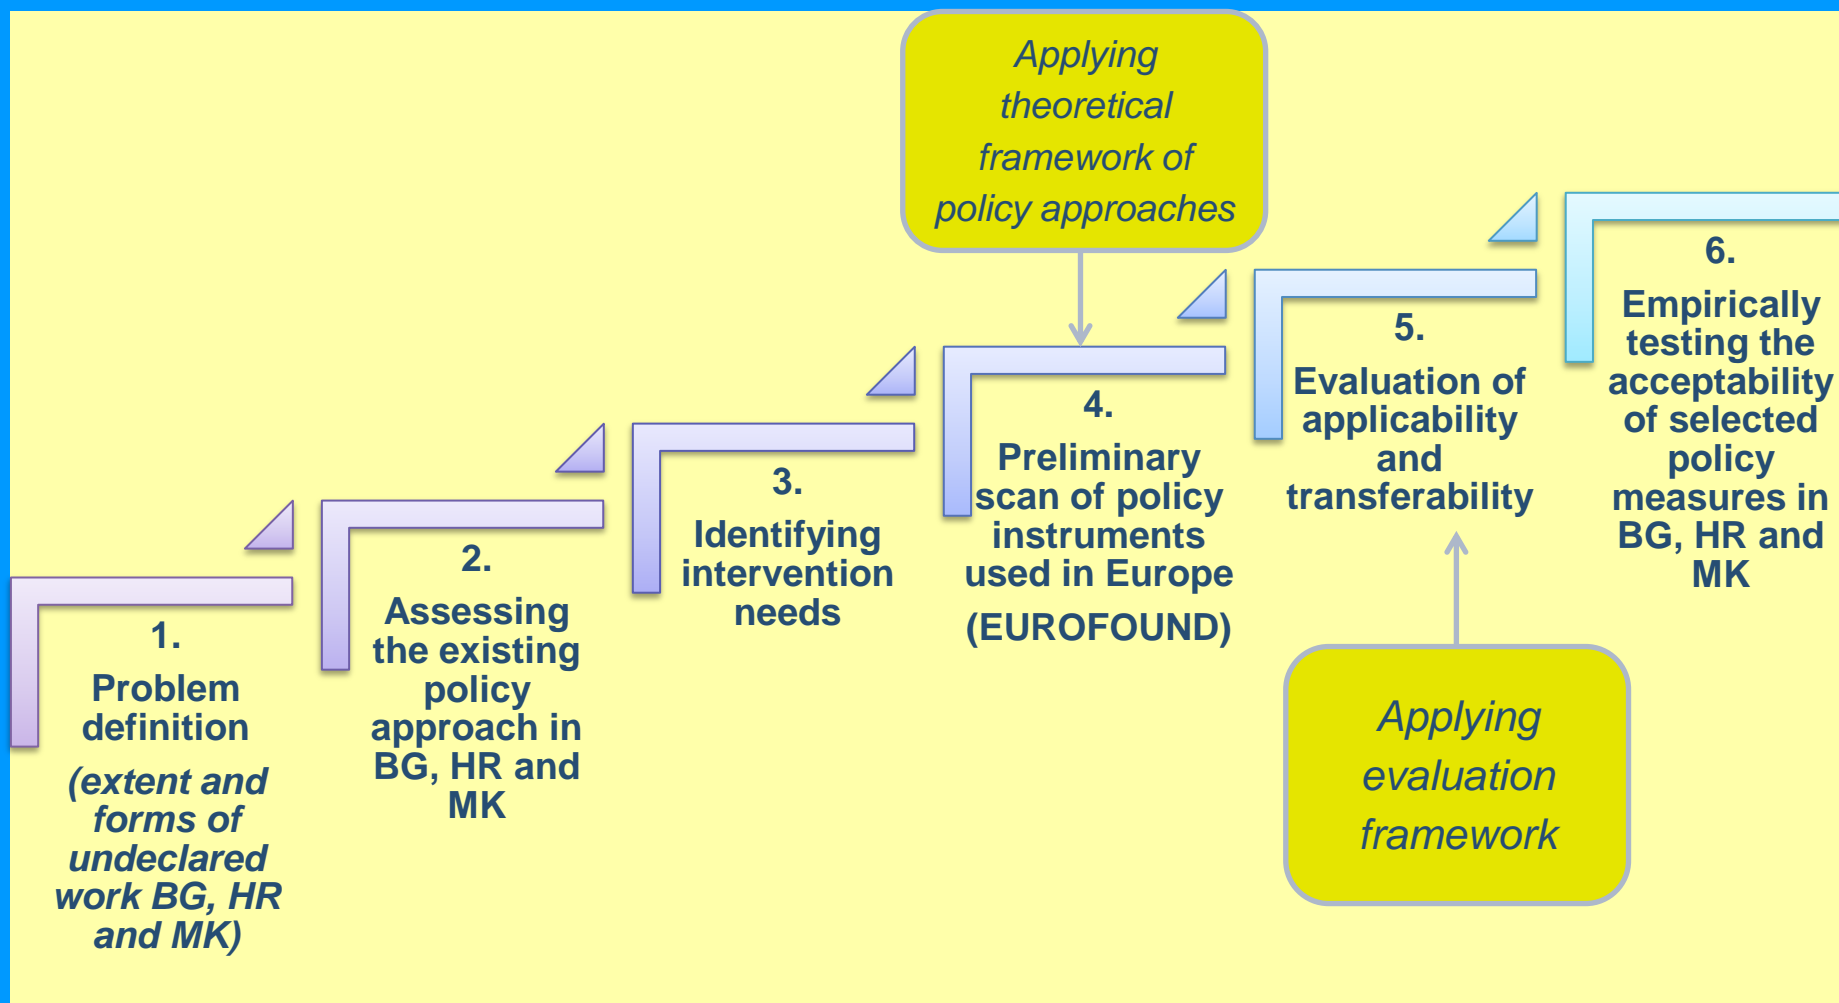 Applying
theoretical
framework of
policy approaches
1.
Problem
definition
(extent and
forms of
undeclared
work BG, HR
and MK)
2.
Assessing
the existing
policy
approach in
BG, HR and
MK
3.
Identifying
intervention
needs
4.
Preliminary
scan of policy
instruments
used in Europe
(EUROFOUND)
5.
Evaluation of
applicability
and
transferability
Applying
evaluation
framework
6.
Empirically
testing the
acceptability
of selected
policy
measures in
BG, HR and
MK